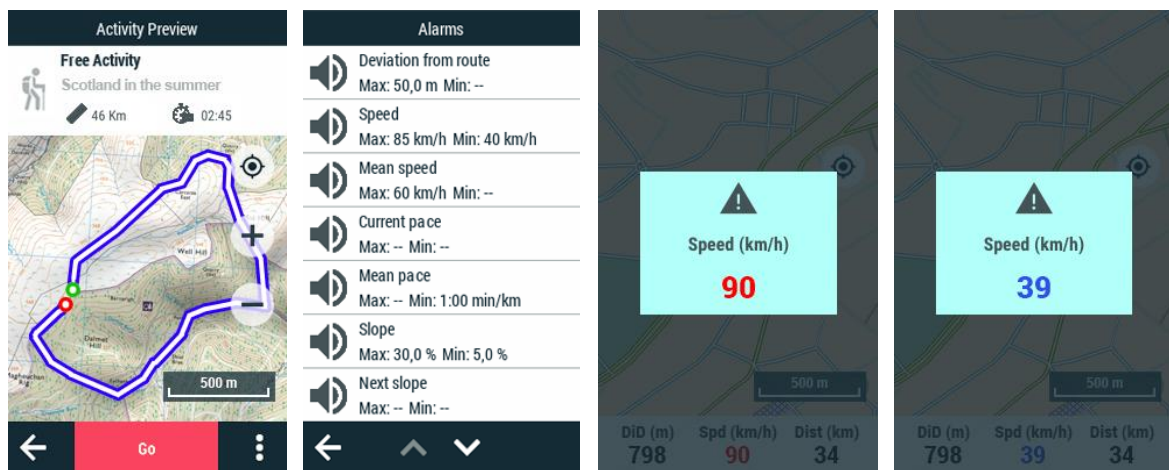 Activity Preview
Free Activity
Scotland in the summer
46 Km 02:45
Well Hill
Dalmet
Hill
500 m
Go
Alarms
Deviation from route
Max: 50,0 m Min: --
Speed
Max: 85 km/h Min: 40 km/h
Mean speed
Max: 60 km/h Min: --
Current pace
Max: -- Min: --
Mean pace
Max: -- Min: 1:00 min/km
Slope
Max: 30,0 % Min: 5,0 %
Next slope
Max: -- Min: --
Speed (km/h)
90
500 m
DiD (m) Spd (km/h) Dist (km)
798 90 34
Speed (km/h)
39
500 m
DiD (m) Spd (km/h) Dist (km)
798 39 34